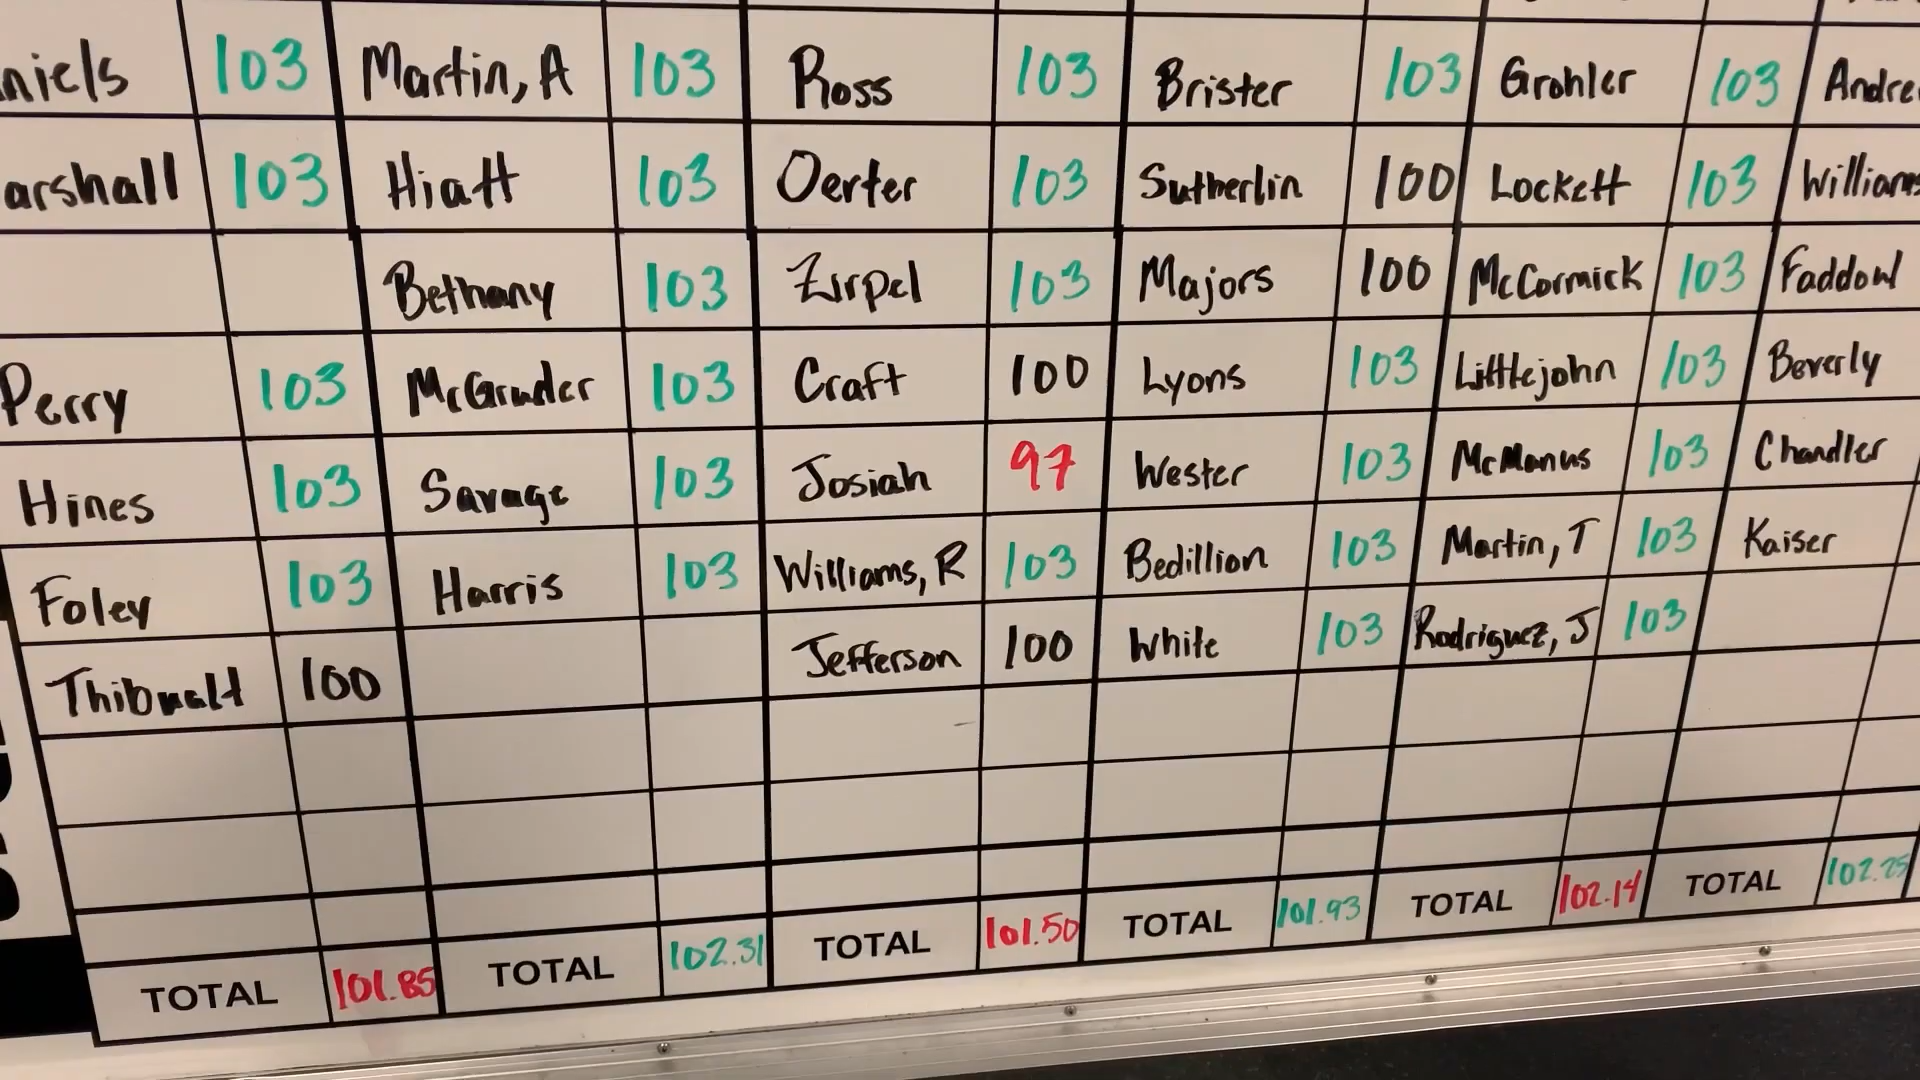 niels 103 Martin, A 103 Ross 103 Brister 103 Grohler 103 Andre
arshall 103 Hiatt 103 Oerter 103 Sutherlin 100 Lockett 103 Williams
Bethany 103 Zirpel 103 Majors 100 McCormick 103 Faddow
Perry 103 McGruder 103 Craft 100 Lyons 103 Littlejohn 103 Beverly
Hines 103 Savage 103 Josiah 97 Wester 103 McManus 103 Chandler
Foley 103 Harris 103 Williams, R 103 Bedillion 103 Martin, T 103 Kaiser
Thibualt 100 Jefferson 100 White 103 Rodriguez, J 103
TOTAL 101.85 TOTAL 102.31 TOTAL 101.50 TOTAL 101.93 TOTAL 102.14 TOTAL 102.25